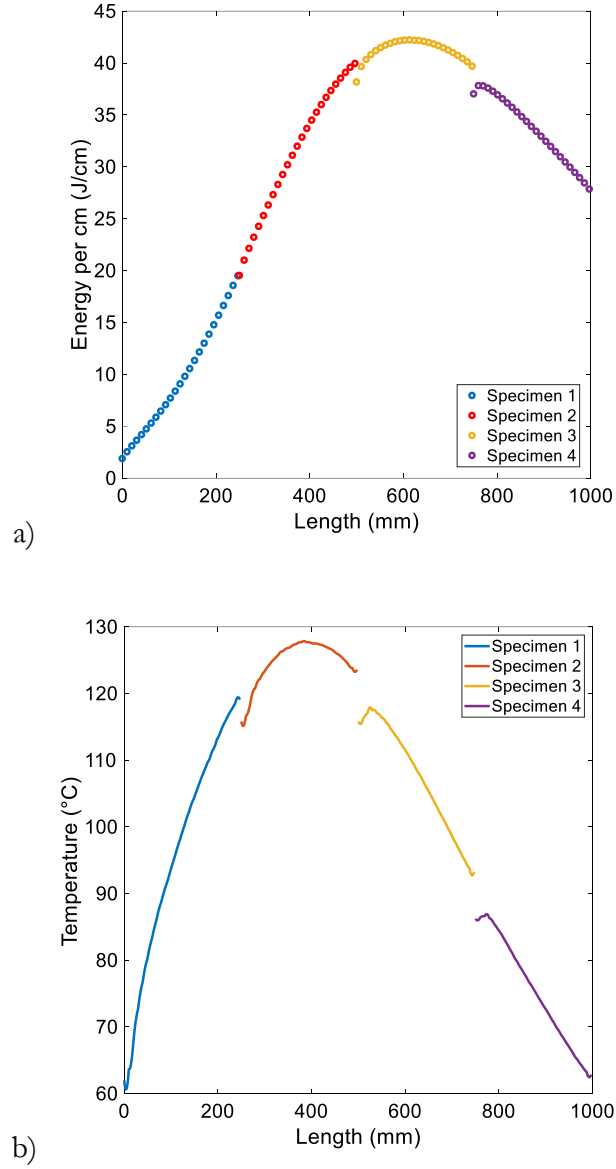 45
40
35
30
25
20
15
10
5
0
Energy per cm (J/cm)
Specimen 1
Specimen 2
Specimen 3
Specimen 4
0 200 400 600 800 1000
Length (mm)
a)
130
120
110
100
90
80
70
60
Temperature (°C)
Specimen 1
Specimen 2
Specimen 3
Specimen 4
0 200 400 600 800 1000
Length (mm)
b)